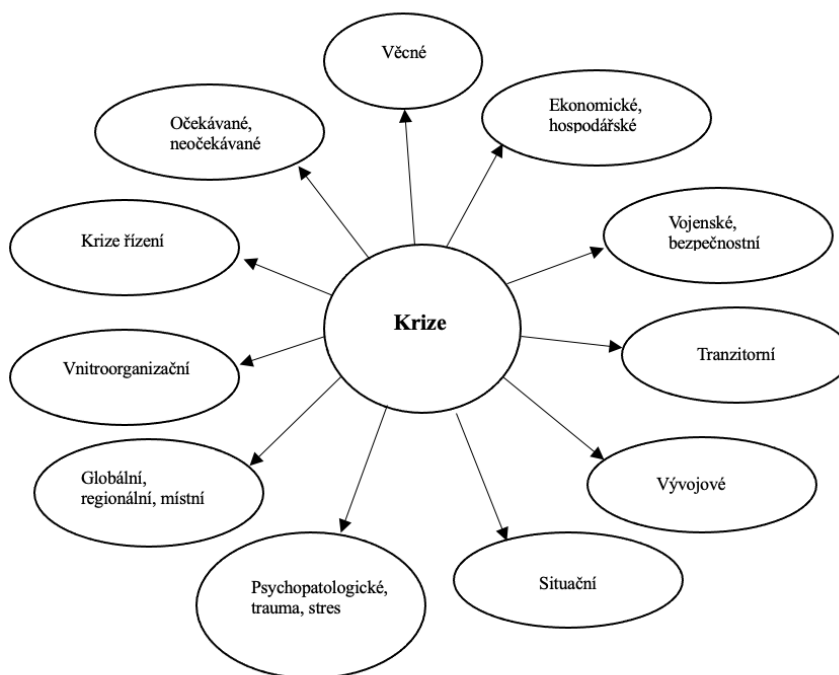 Věcné
Ekonomické,
hospodářské
Očekávané,
neočekávané
Vojenské,
bezpečnostní
Krize řízení
Krize
Tranzitorní
Vnitroorganizační
Globální,
regionální, místní
Vývojové
Psychopatologické,
trauma, stres
Situační